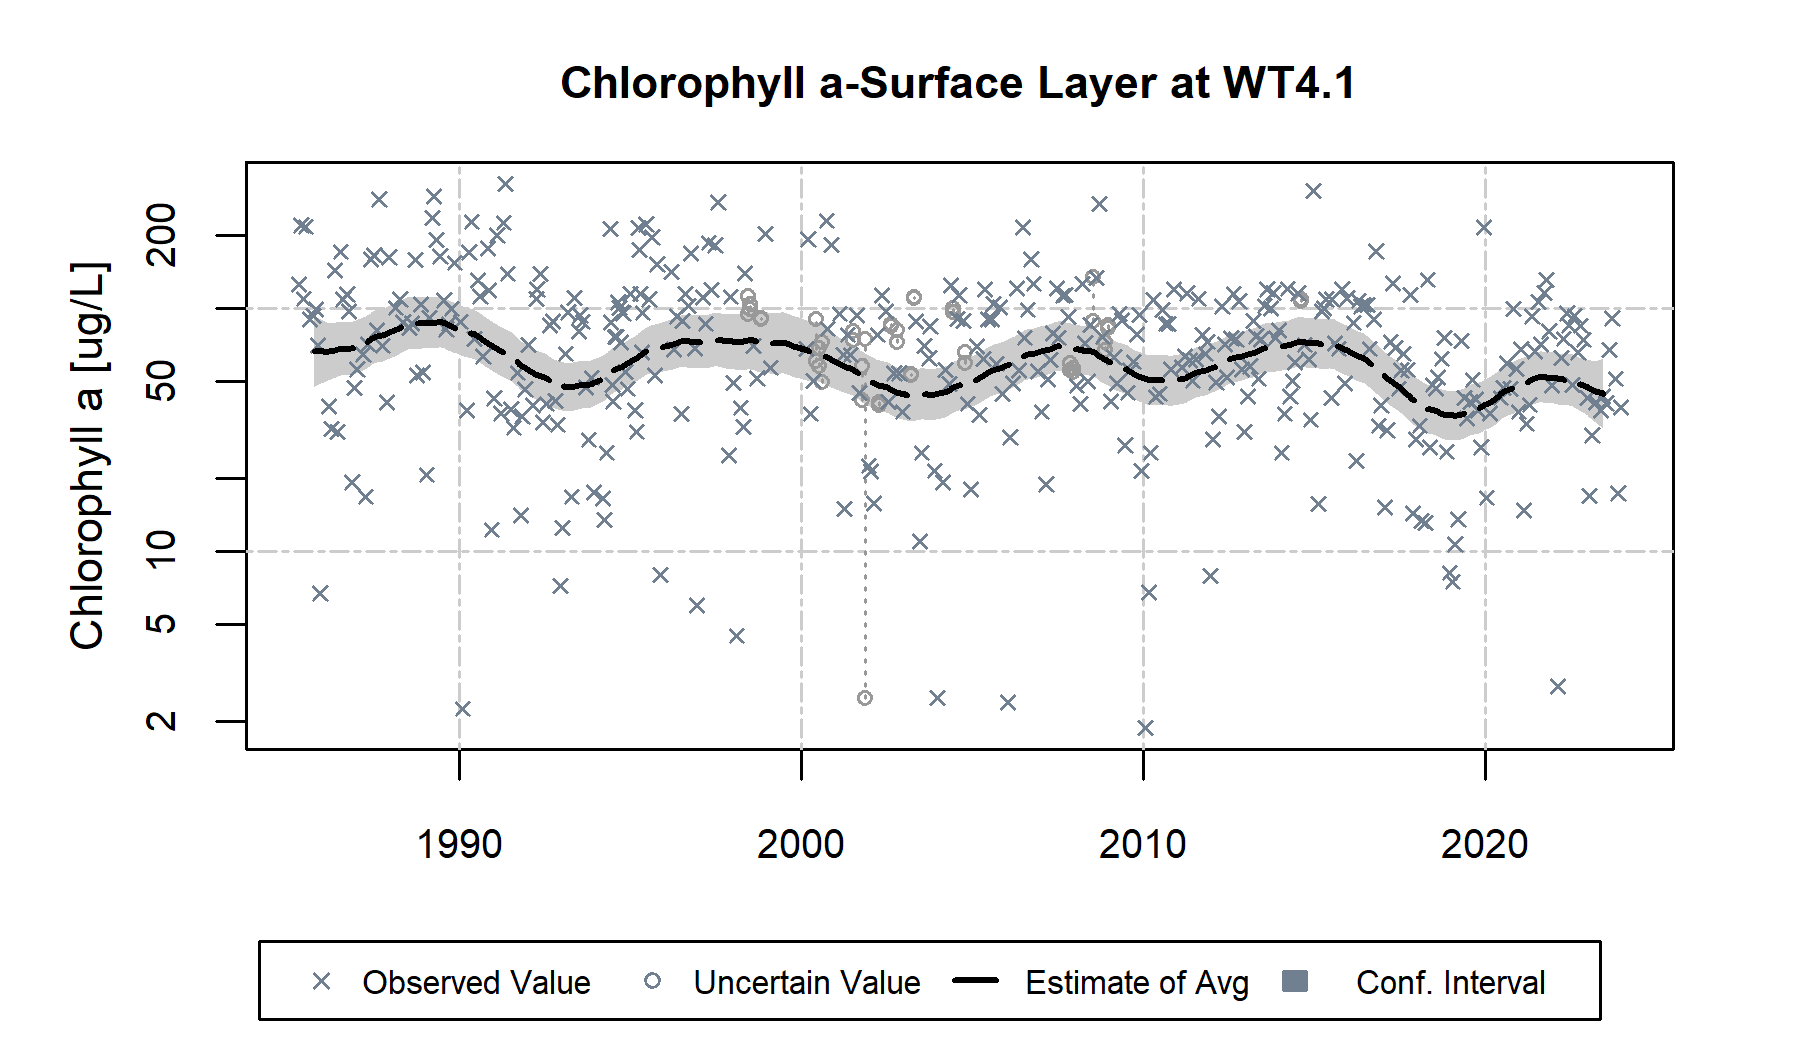 Chlorophyll a-Surface Layer at WT4.1
Chlorophyll a [ug/L]
200
50
10
5
2
1990 2000 2010 2020
Observed Value Uncertain Value Estimate of Avg Conf. Interval